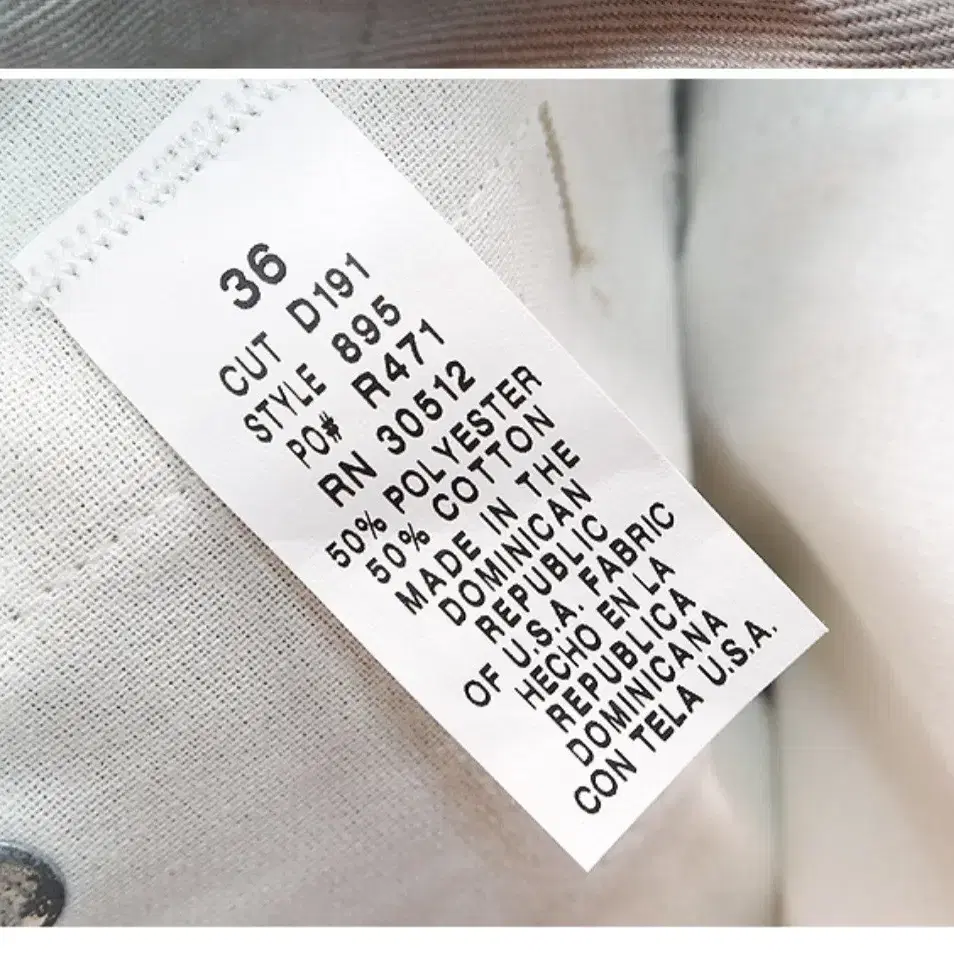 36
CUT D191
STYLE 895
PO# R471
RN 30512
50% POLYESTER
50% COTTON
MADE IN THE
DOMINICAN
REPUBLIC
OF U.S.A. FABRIC
HECHO EN LA
REPUBLICA
DOMINICANA
CON TELA U.S.A.